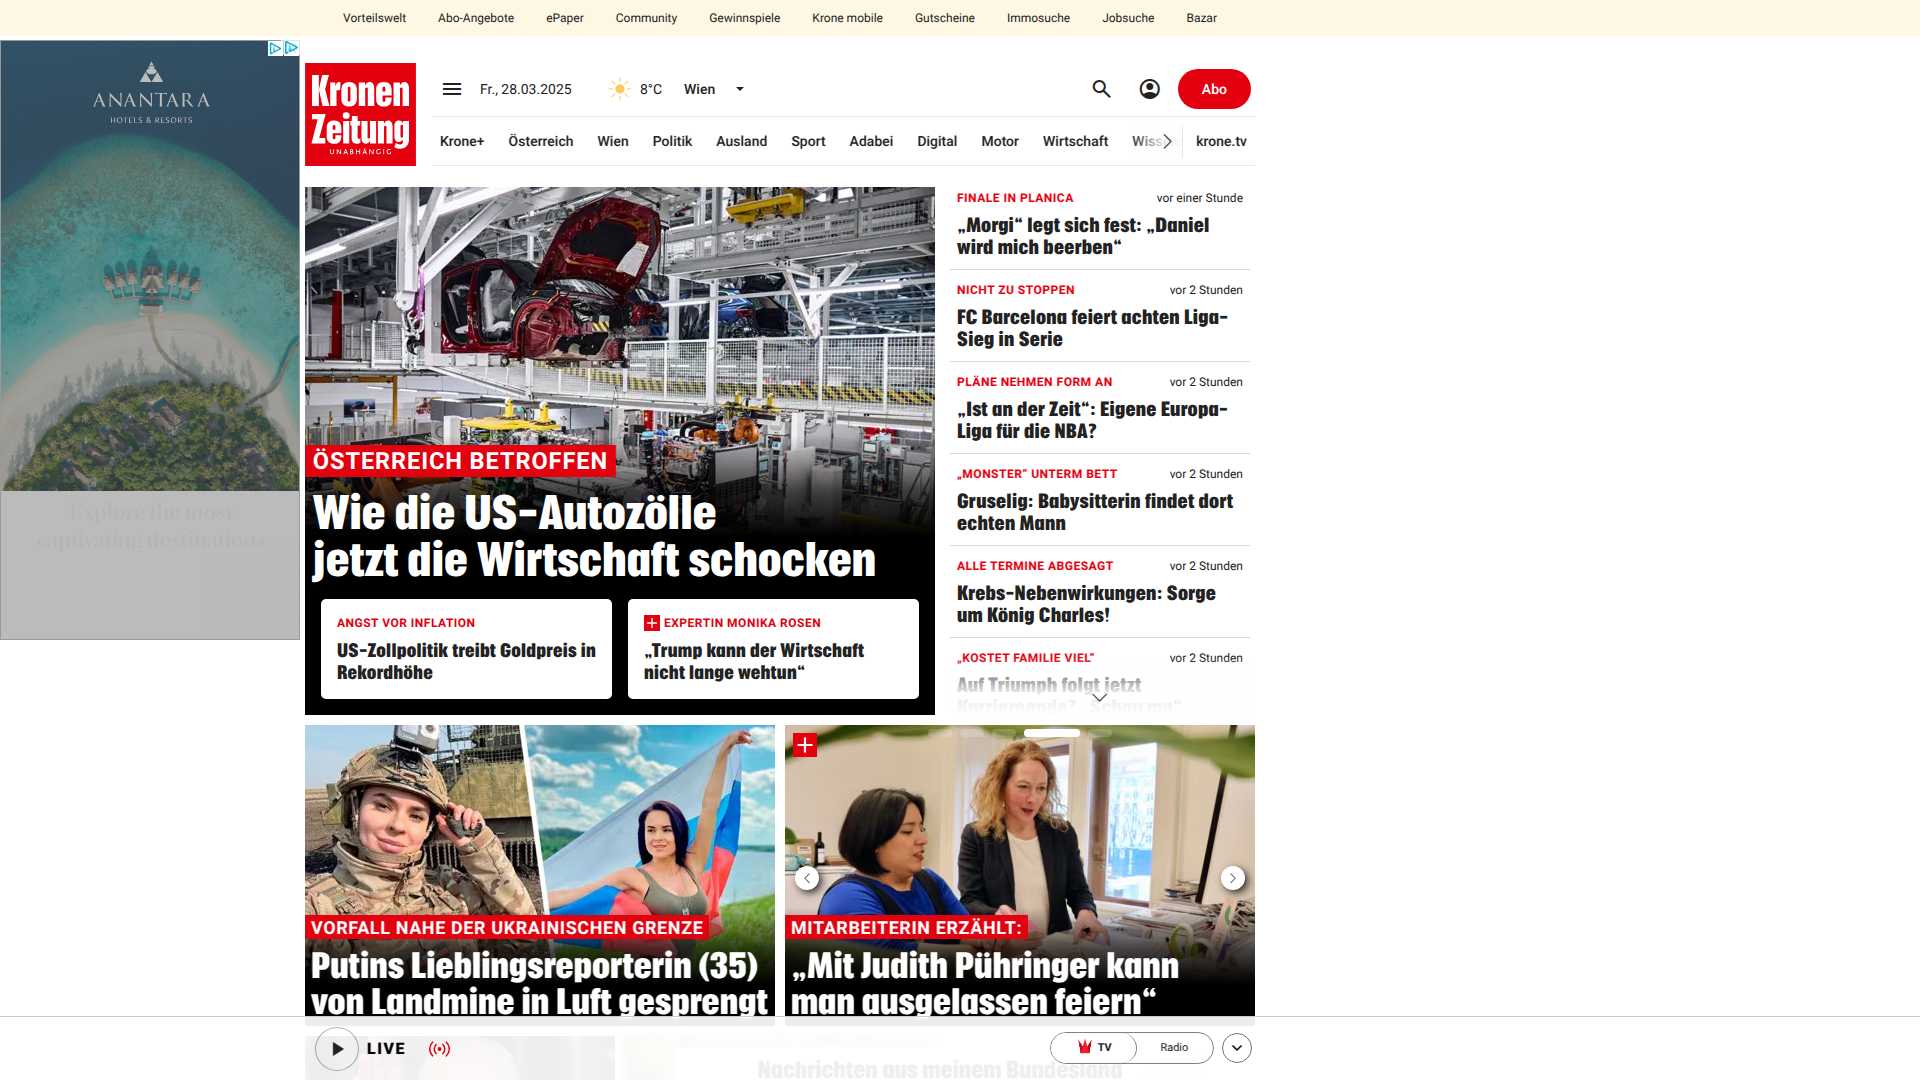 Vorteilswelt
Abo-Angebote
ePaper
Community
Gewinnspiele
Krone mobile
Gutscheine
Immosuche
Jobsuche
Bazar
ANANTARA
HOTELS & RESORTS
Explore the most
captivating destinations
Kronen
Zeitung
UNABHÄNGIG
Fr., 28.03.2025
8°C
Wien
Abo
Krone+
Österreich
Wien
Politik
Ausland
Sport
Adabei
Digital
Motor
Wirtschaft
Wiss
krone.tv
ÖSTERREICH BETROFFEN
Wie die US-Autozölle
jetzt die Wirtschaft schocken
ANGST VOR INFLATION
US-Zollpolitik treibt Goldpreis in
Rekordhöhe
EXPERTIN MONIKA ROSEN
„Trump kann der Wirtschaft
nicht lange wehtun“
FINALE IN PLANICA
vor einer Stunde
„Morgi“ legt sich fest: „Daniel
wird mich beerben“
NICHT ZU STOPPEN
vor 2 Stunden
FC Barcelona feiert achten Liga-
Sieg in Serie
PLÄNE NEHMEN FORM AN
vor 2 Stunden
„Ist an der Zeit“: Eigene Europa-
Liga für die NBA?
„MONSTER“ UNTERM BETT
vor 2 Stunden
Gruselig: Babysitterin findet dort
echten Mann
ALLE TERMINE ABGESAGT
vor 2 Stunden
Krebs-Nebenwirkungen: Sorge
um König Charles!
„KOSTET FAMILIE VIEL“
vor 2 Stunden
Auf Triumph folgt jetzt
Karriereende? „Schau ma“
VORFALL NAHE DER UKRAINISCHEN GRENZE
Putins Lieblingsreporterin (35)
von Landmine in Luft gesprengt
MITARBEITERIN ERZÄHLT:
„Mit Judith Pühringer kann
man ausgelassen feiern“
LIVE
TV
Radio
Nachrichten aus meinem Bundesland